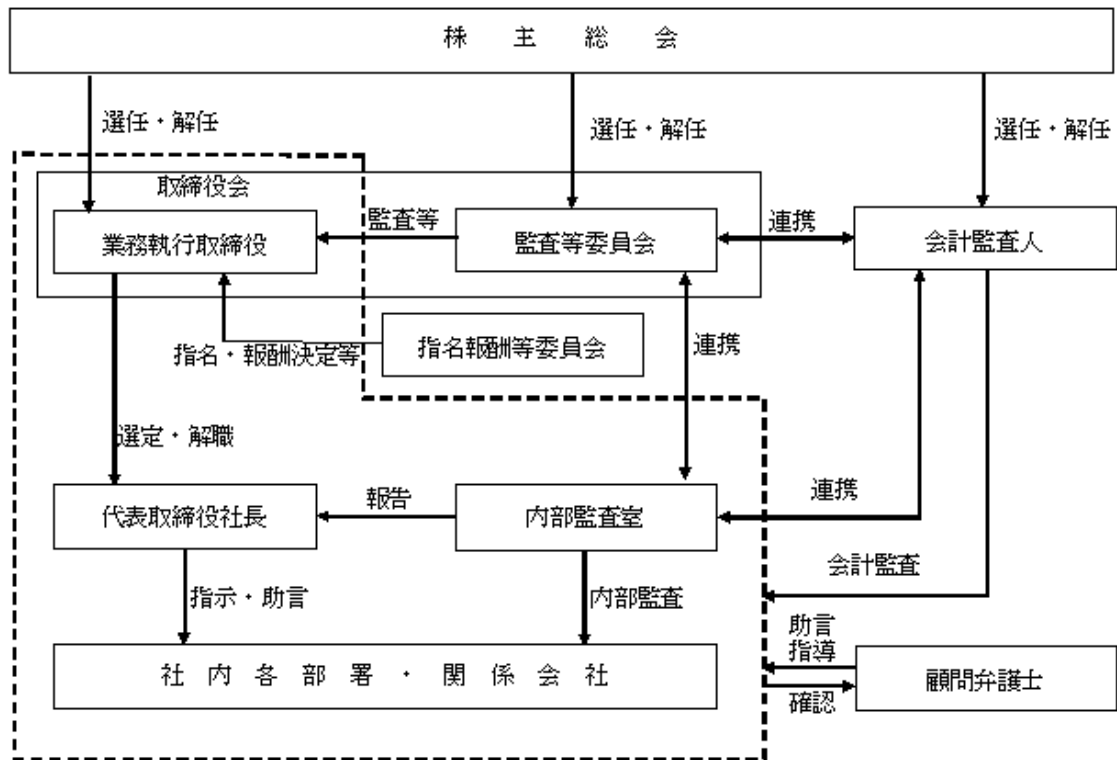 株主総会
選任・解任
選任・解任
選任・解任
取締役会
業務執行取締役
監査等
監査等委員会
連携
会計監査人
指名・報酬決定等
指名報酬等委員会
連携
選定・解職
代表取締役社長
報告
内部監査室
連携
会計監査
指示・助言
内部監査
助言
指導
社内各部署・関係会社
確認
顧問弁護士